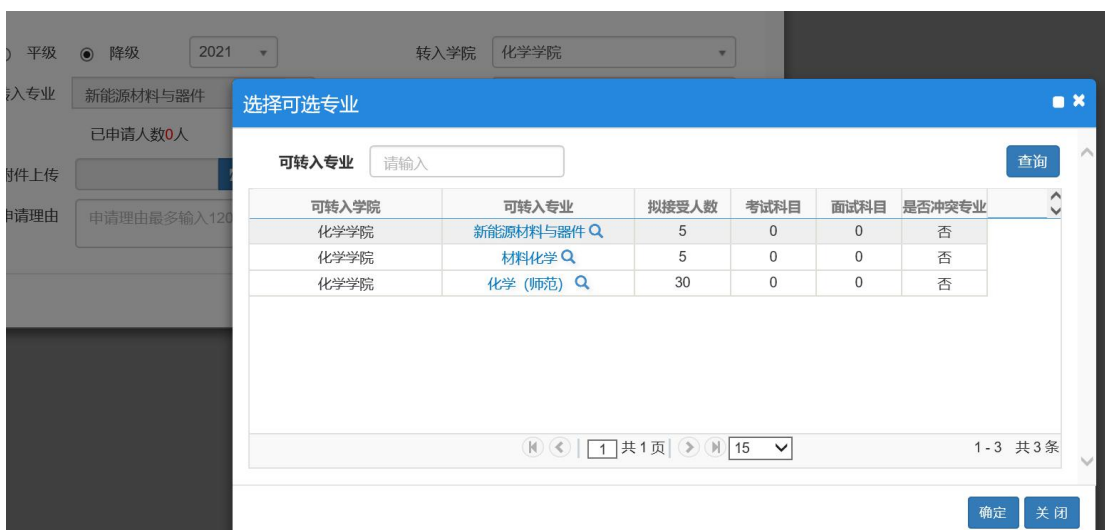 平级 降级 2021 转入学院 化学学院
专业 新能源材料与器件
已申请人数0人
附件上传
申请理由 申请理由最多输入120
选择可选专业
可转入专业 请输入 查询
可转入学院 可转入专业 拟接受人数 考试科目 面试科目 是否冲突专业
化学学院 新能源材料与器件 5 0 0 否
化学学院 材料化学 5 0 0 否
化学学院 化学（师范） 30 0 0 否
1 共1页 15 1-3 共3条
确定 关闭